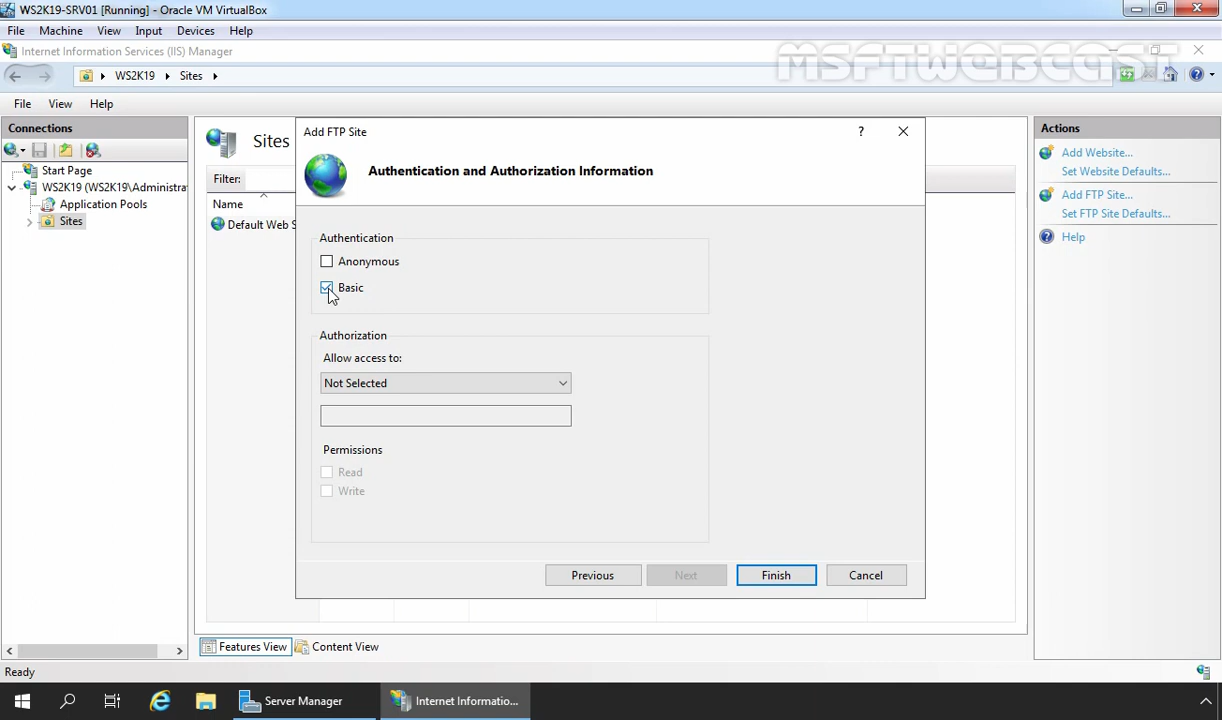 WS2K19-SRV01 [Running] - Oracle VM VirtualBox
File Machine View Input Devices Help
Internet Information Services (IIS) Manager
MSFTWEBCAST
WS2K19 Sites
File View Help
Connections
Start Page
WS2K19 (WS2K19\Administra
Application Pools
Sites
Sites
Filter:
Name
Default Web S
Add FTP Site
?
Authentication and Authorization Information
Authentication
Anonymous
Basic
Authorization
Allow access to:
Not Selected
Permissions
Read
Write
Previous Next Finish Cancel
Features View Content View
Actions
Add Website...
Set Website Defaults...
Add FTP Site...
Set FTP Site Defaults...
Help
Ready
Server Manager
Internet Informatio...